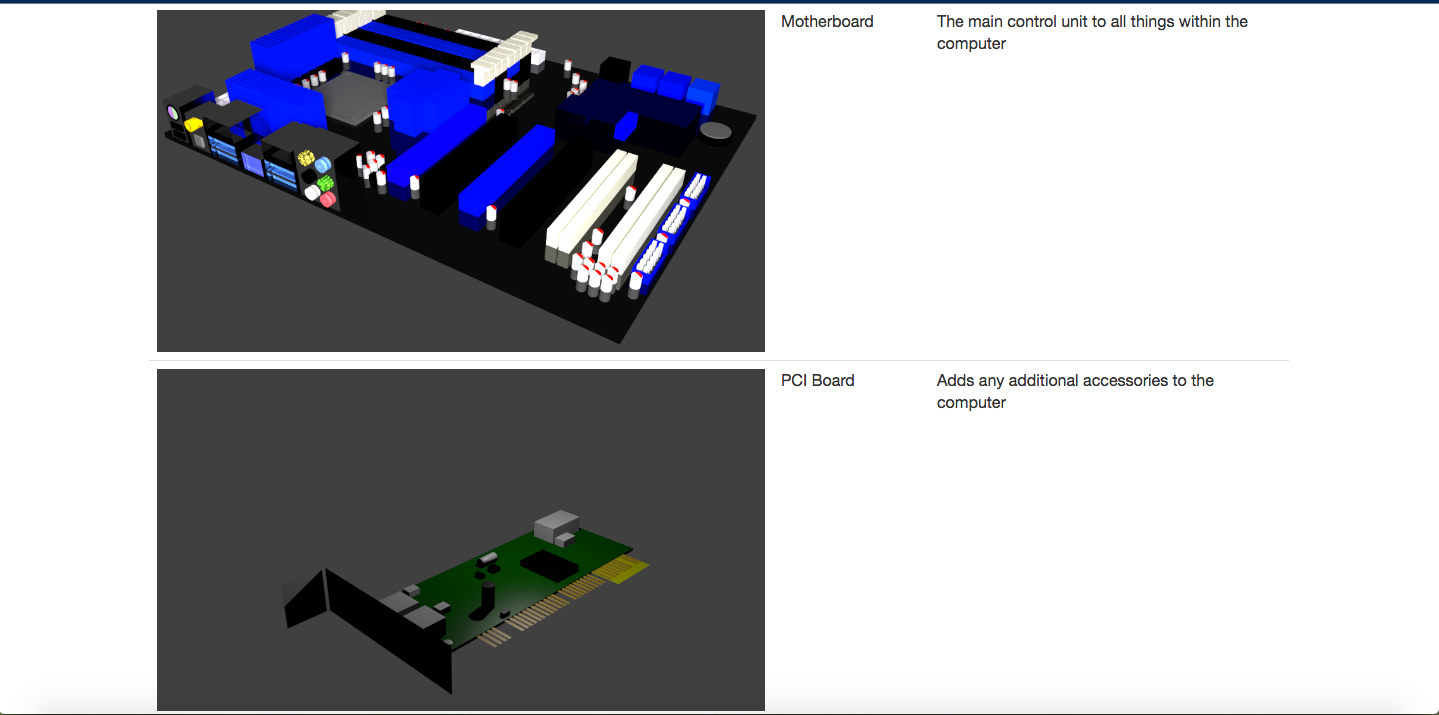 Motherboard
The main control unit to all things within the
computer
PCI Board
Adds any additional accessories to the
computer